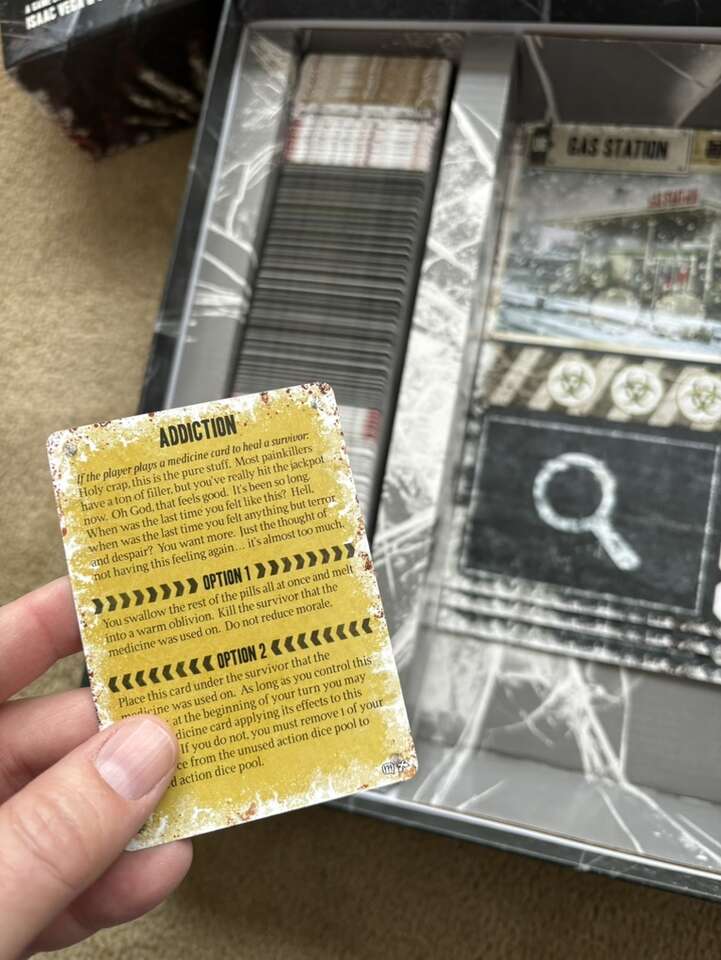 ISAAC VEGA
GAS STATION
ADDICTION
If the player plays a medicine card to heal a survivor:
Holy crap, this is the pure stuff. Most painkillers
have a ton of filler, but you've really hit the jackpot
now. Oh God, that feels good. It's been so long.
When was the last time you felt like this? Hell,
when was the last time you felt anything but terror
and despair? You want more. Just the thought of
not having this feeling again... it's almost too much.
OPTION 1
You swallow the rest of the pills all at once and melt
into a warm oblivion. Kill the survivor that the
medicine was used on. Do not reduce morale.
OPTION 2
Place this card under the survivor that the
medicine was used on. As long as you control this
at the beginning of your turn you may
dicine card applying its effects to this
If you do not, you must remove 1 of your
ce from the unused action dice pool to
d action dice pool.